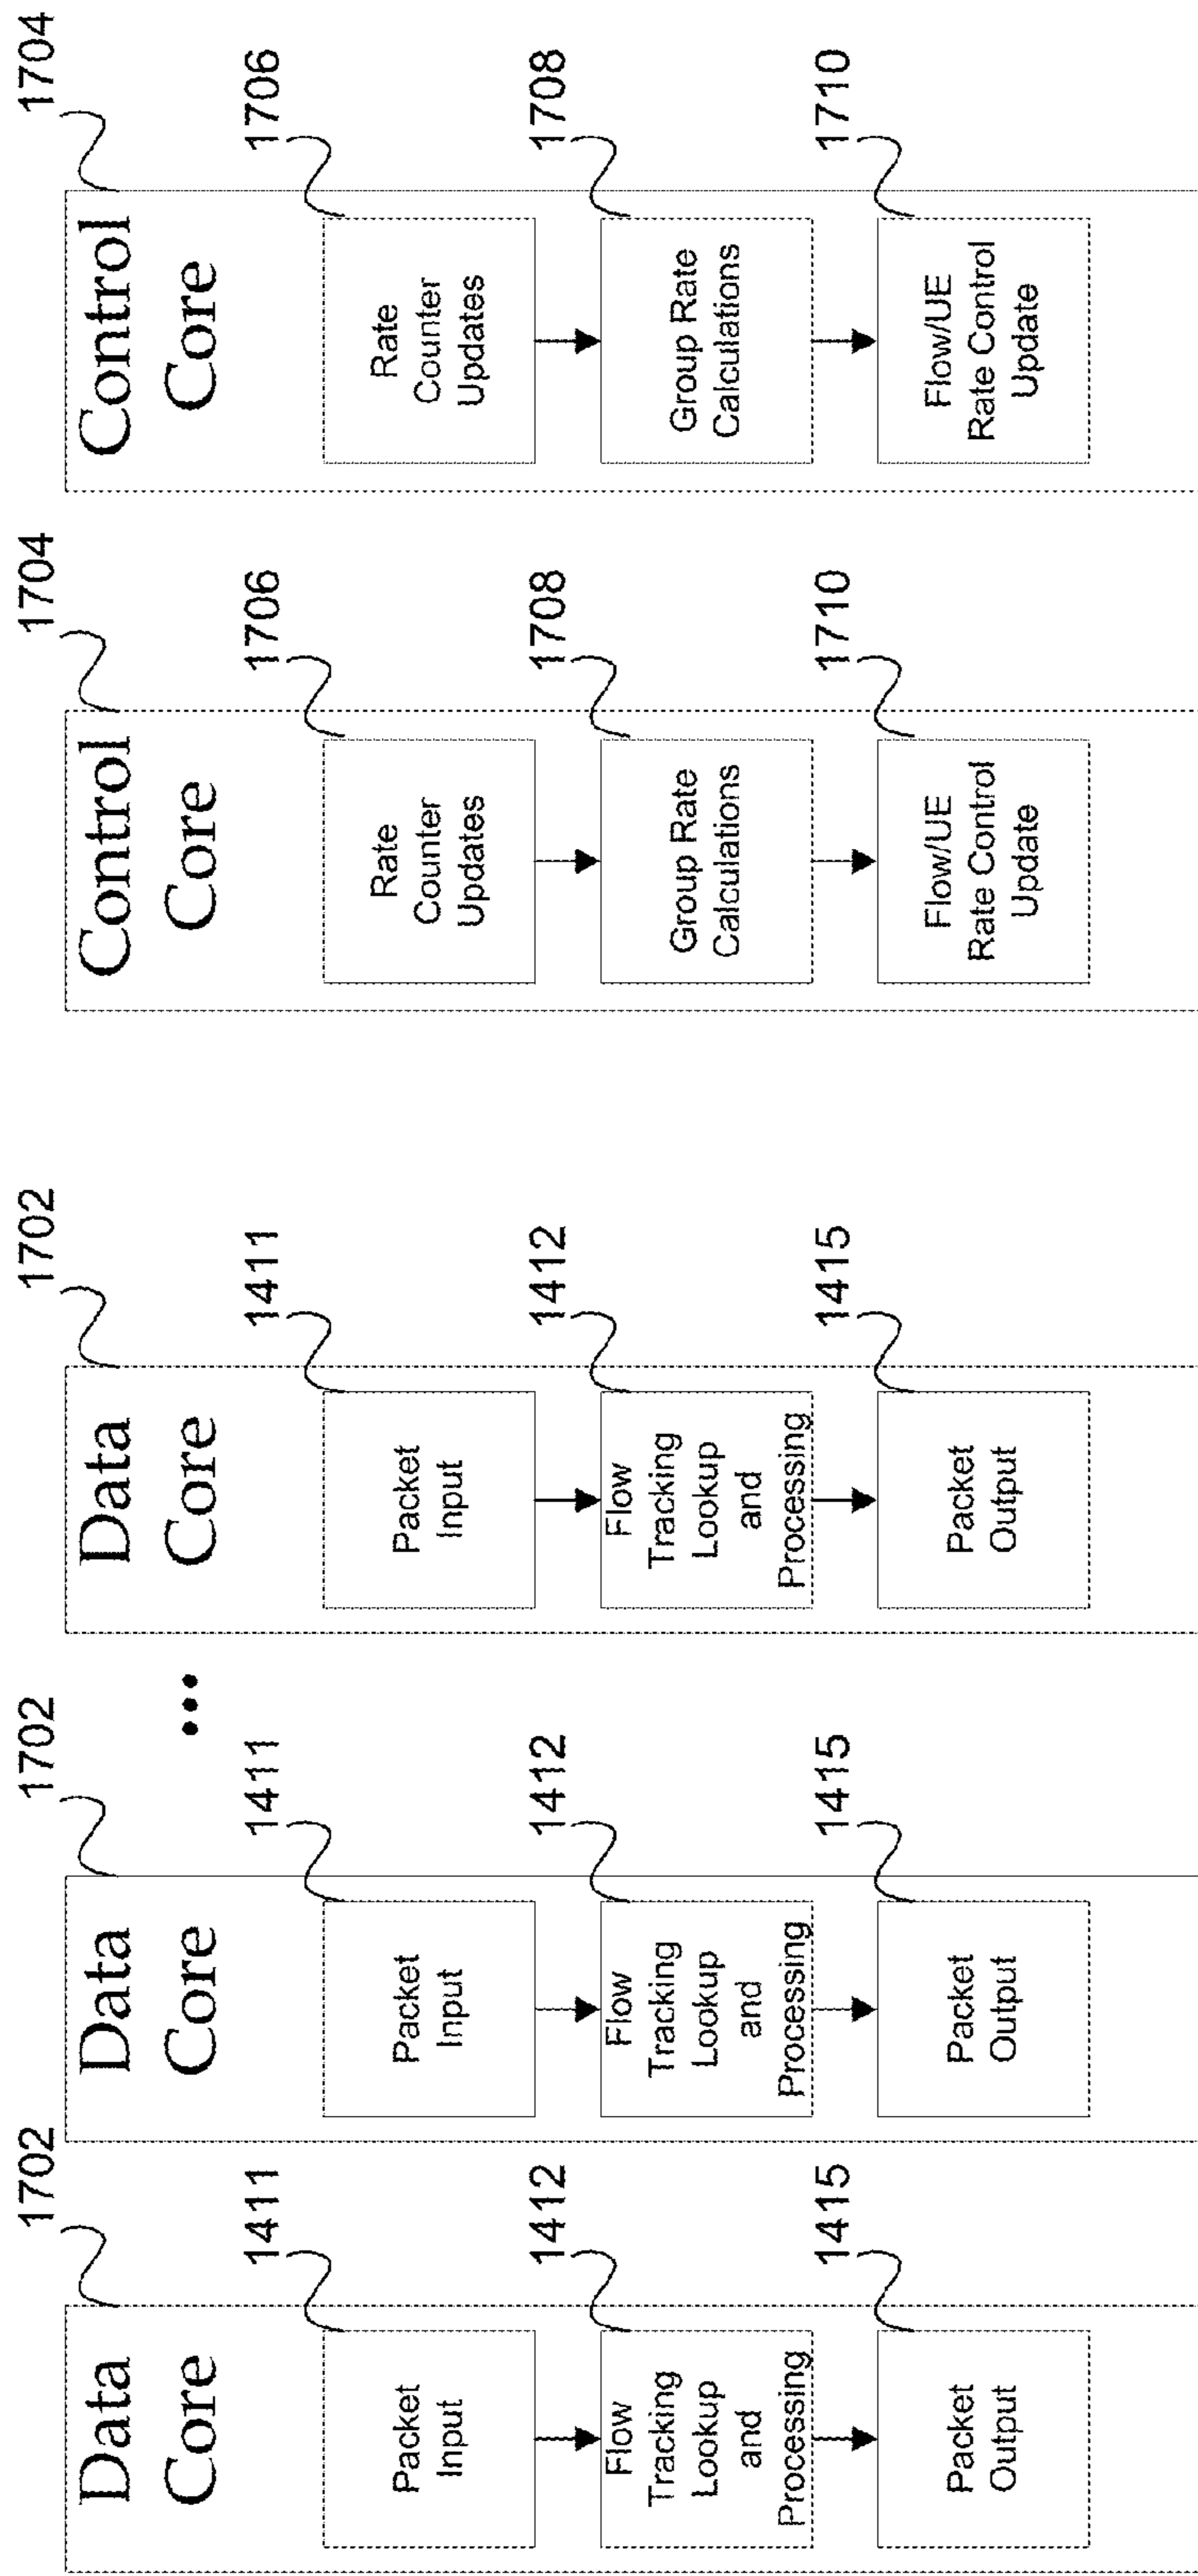 1702
Data
Core
1411
Packet
Input
1412
Flow
Tracking
Lookup
and
Processing
1415
Packet
Output
1702
Data
Core
1411
Packet
Input
1412
Flow
Tracking
Lookup
and
Processing
1415
Packet
Output
...
1702
Data
Core
1411
Packet
Input
1412
Flow
Tracking
Lookup
and
Processing
1415
Packet
Output
1704
Control
Core
1706
Rate
Counter
Updates
1708
Group Rate
Calculations
1710
Flow/UE
Rate Control
Update
1704
Control
Core
1706
Rate
Counter
Updates
1708
Group Rate
Calculations
1710
Flow/UE
Rate Control
Update